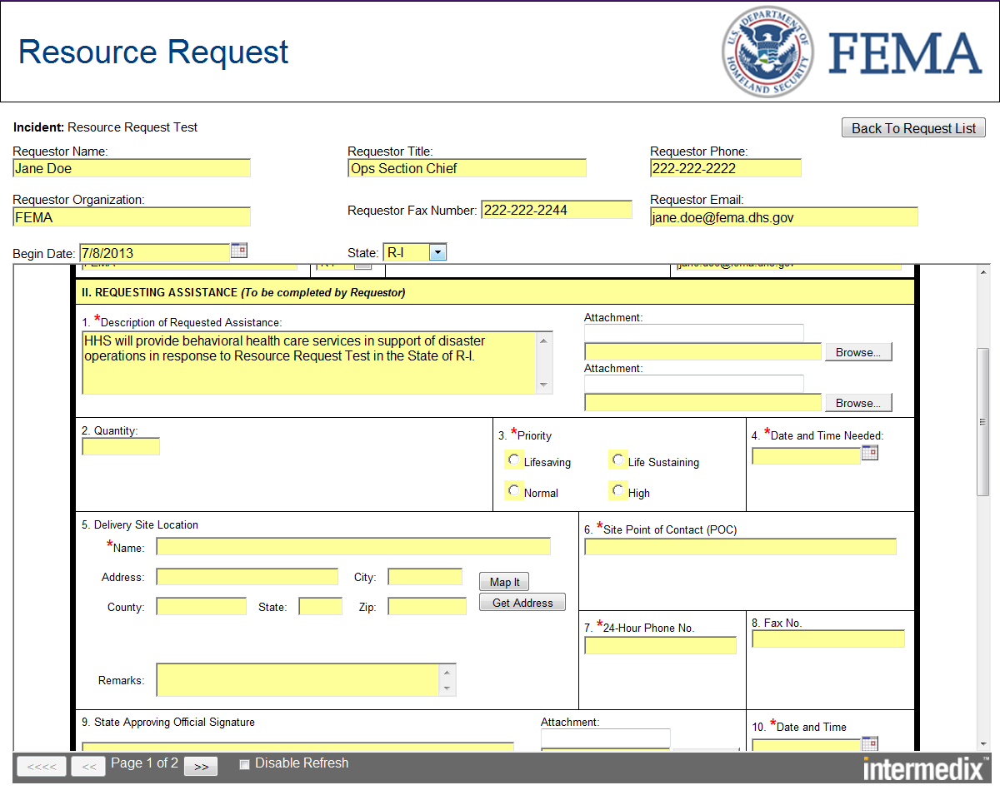 Resource Request
U.S. DEPARTMENT OF HOMELAND SECURITY
FEMA
Incident: Resource Request Test
Back To Request List
Requestor Name:
Requestor Title:
Requestor Phone:
Jane Doe
Ops Section Chief
222-222-2222
Requestor Organization:
Requestor Fax Number: 222-222-2244
Requestor Email:
FEMA
jane.doe@fema.dhs.gov
Begin Date: 7/8/2013
State: R-I
FEMA R-I jane.doe@fema.dhs.gov
II. REQUESTING ASSISTANCE (To be completed by Requestor)
1. *Description of Requested Assistance:
HHS will provide behavioral health care services in support of disaster
operations in response to Resource Request Test in the State of R-I.
Attachment:
Browse...
Attachment:
Browse...
2. Quantity:
3. *Priority
Lifesaving
Life Sustaining
Normal
High
4. *Date and Time Needed:
5. Delivery Site Location
*Name:
Address:
City:
Map It
County:
State:
Zip:
Get Address
Remarks:
6. *Site Point of Contact (POC)
7. *24-Hour Phone No.
8. Fax No.
9. State Approving Official Signature
Attachment:
10. *Date and Time
<<<< << Page 1 of 2 >> Disable Refresh
intermedix™